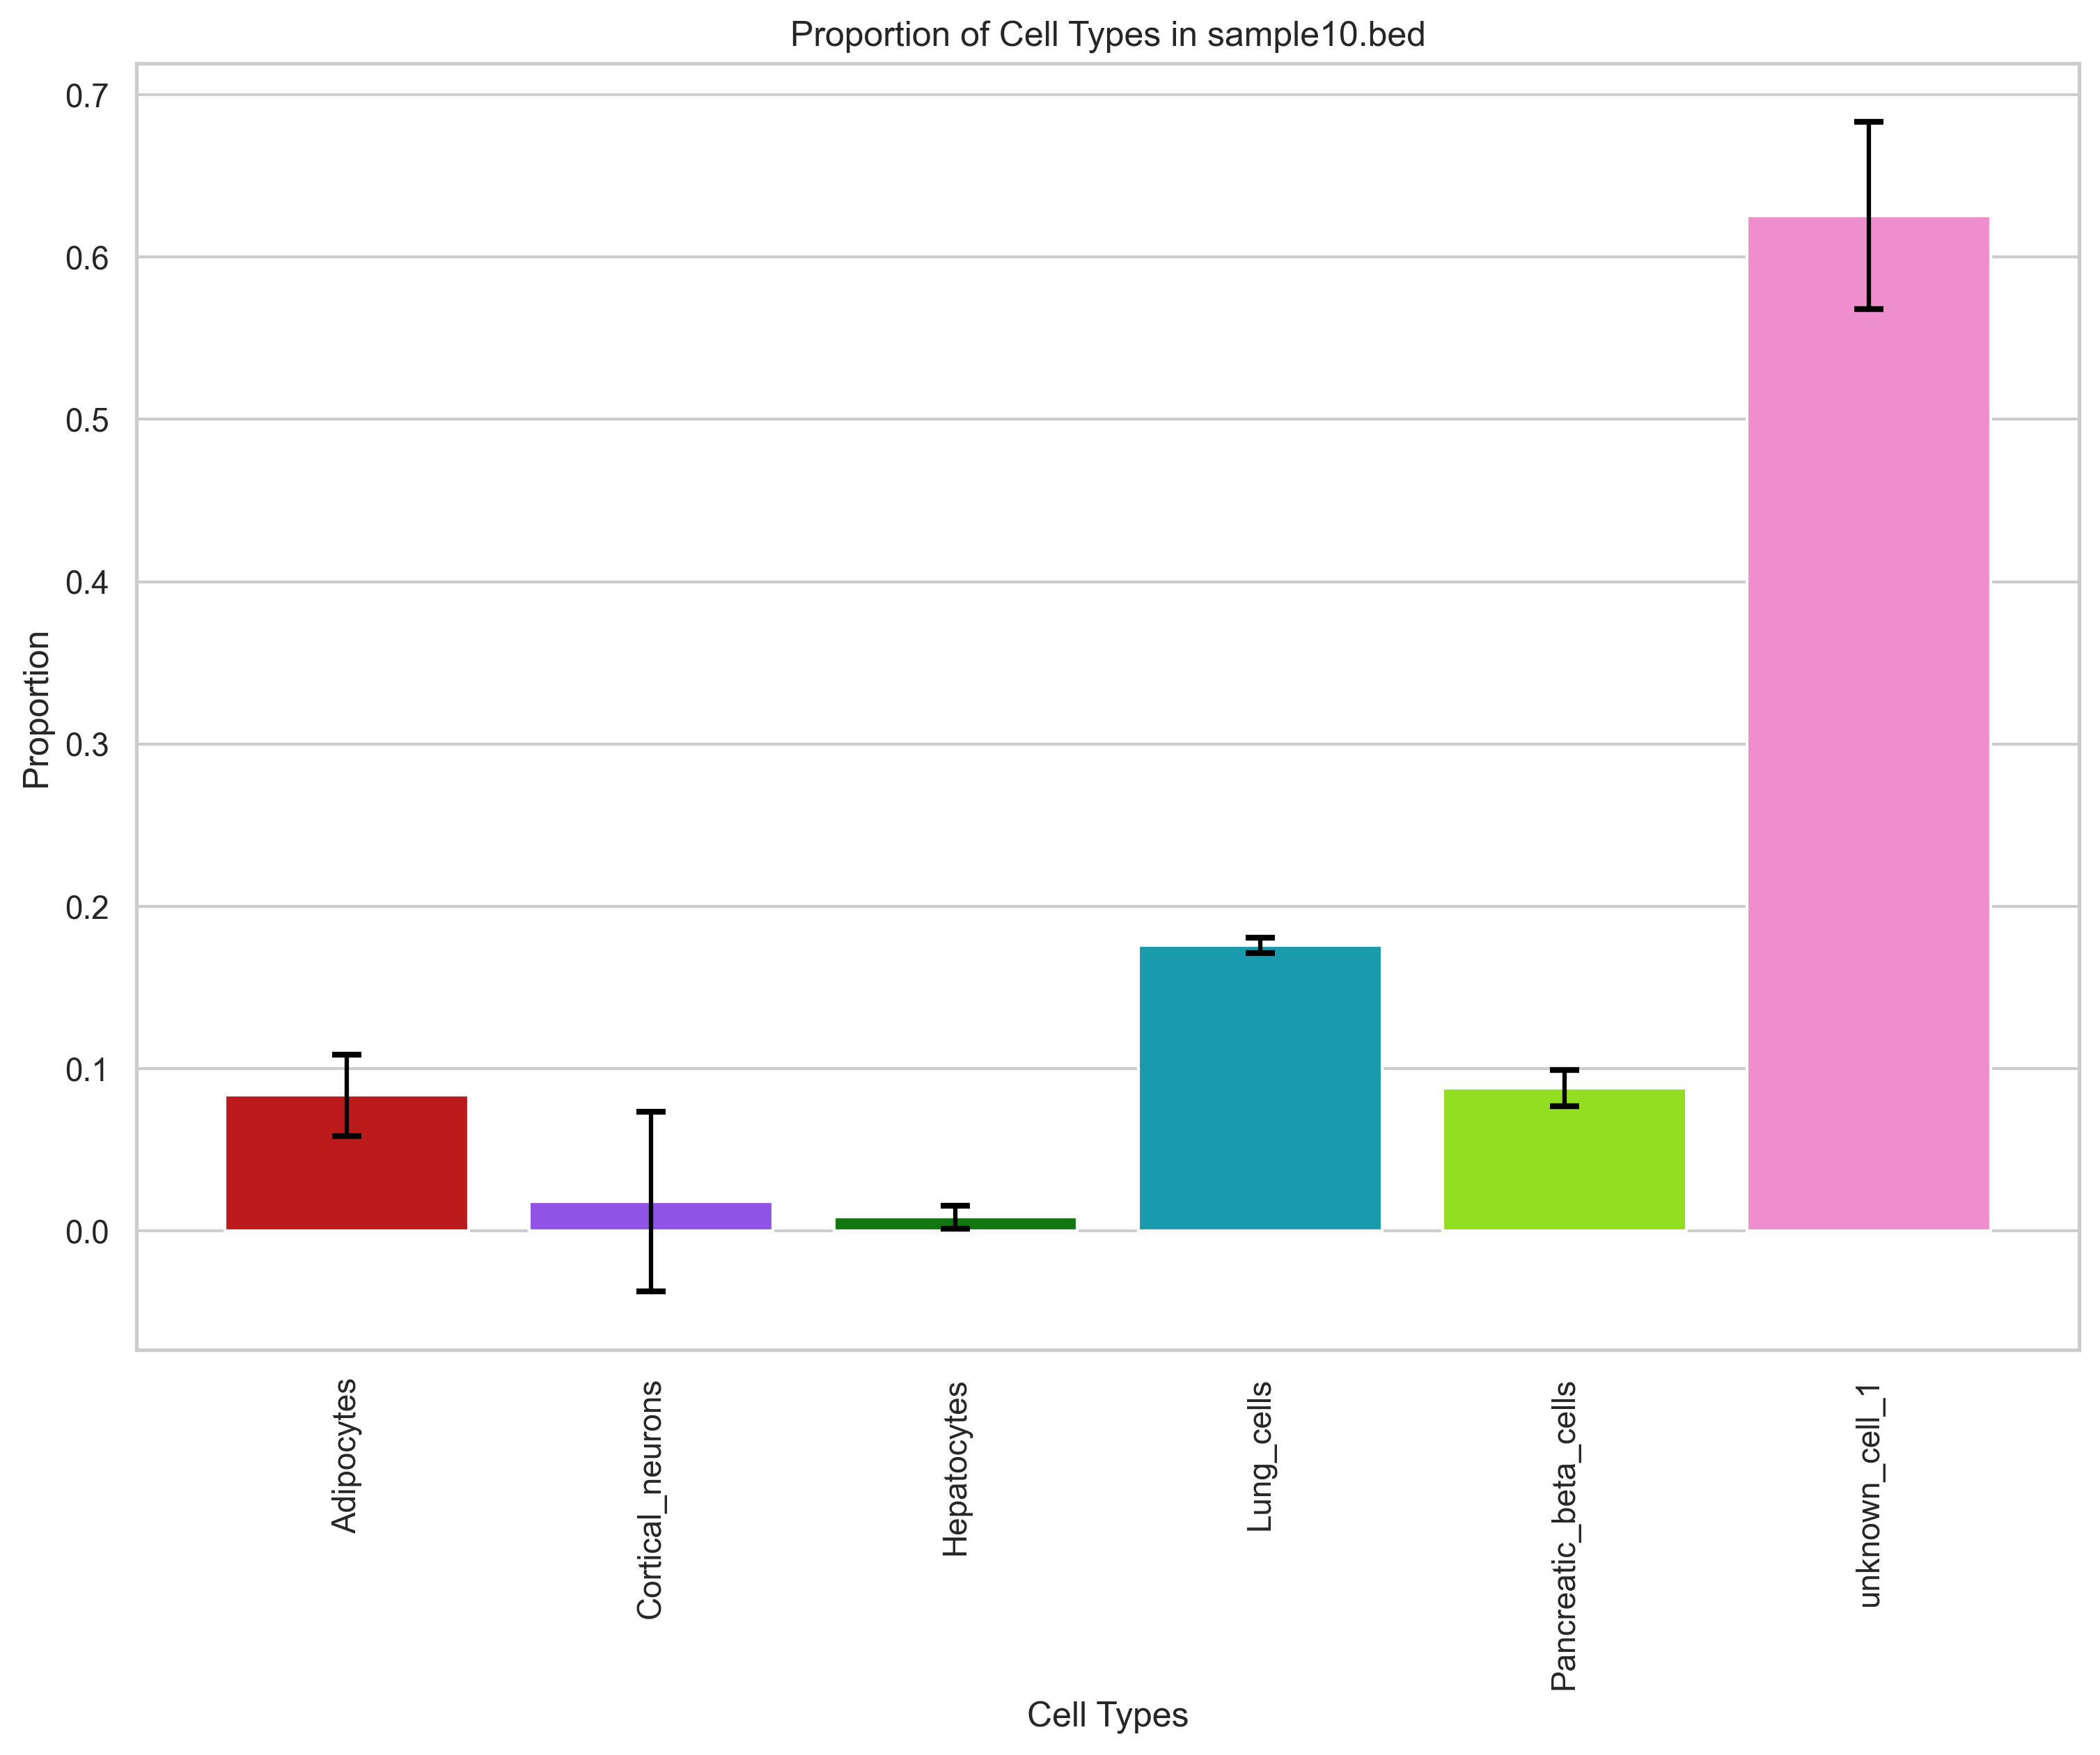 Proportion of Cell Types in sample10.bed
0.7
0.6
0.5
0.4
0.3
0.2
0.1
0.0
Proportion
Adipocytes
Cortical_neurons
Hepatocytes
Lung_cells
Pancreatic_beta_cells
unknown_cell_1
Cell Types